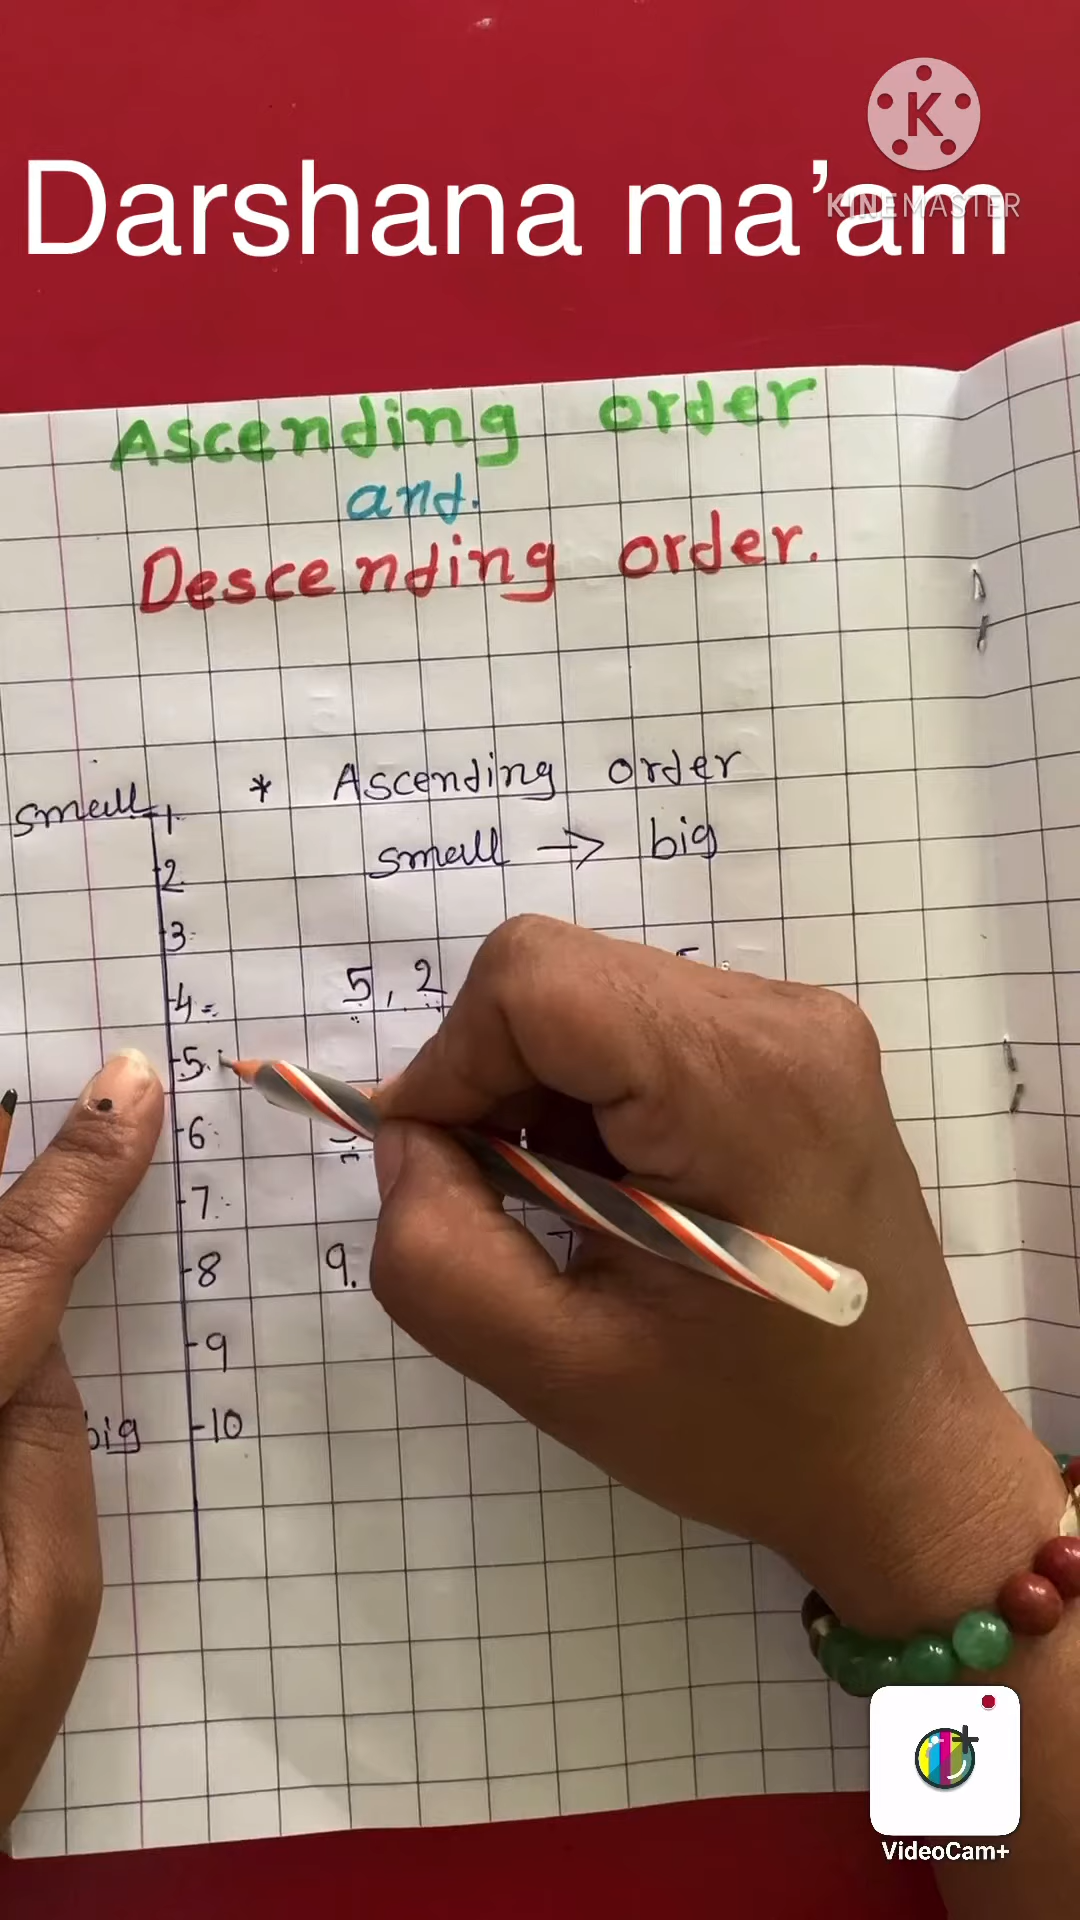 Darshana ma’am
KINEMASTER
Ascending order
and.
Descending order.
* Ascending order
small 1
small → big
2
3
4
5, 2
5
6
7
8
9.
7
9
big 10
VideoCam+